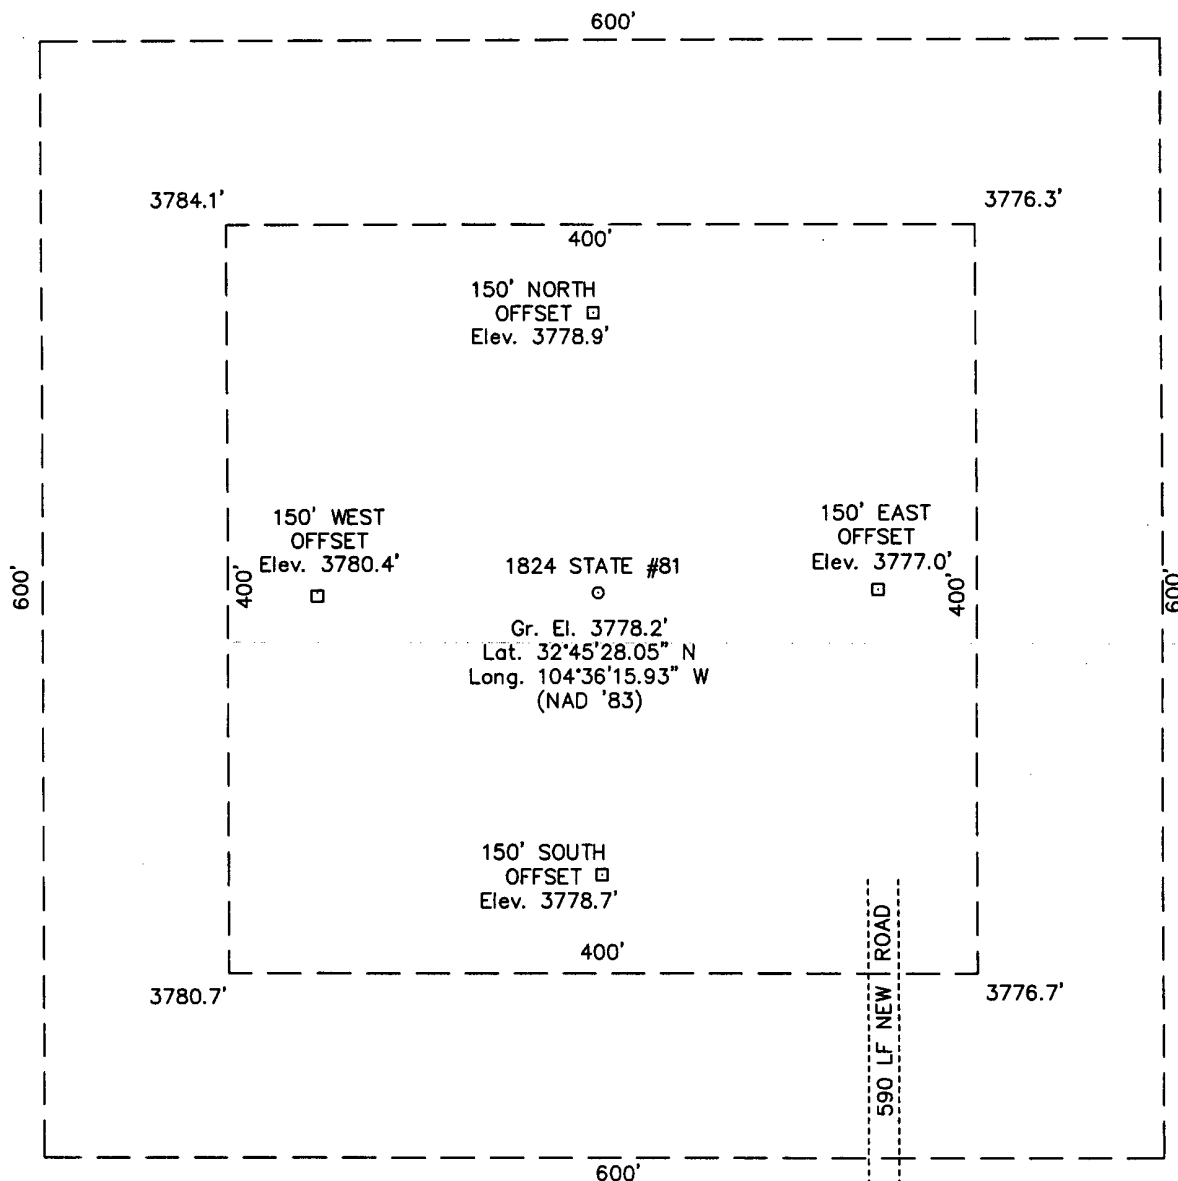 600'
3784.1'
3776.3'
400'
150' NORTH
OFFSET
Elev. 3778.9'
150' WEST
OFFSET
Elev. 3780.4'
150' EAST
OFFSET
Elev. 3777.0'
600'
400'
1824 STATE #81
400'
600'
Gr. El. 3778.2'
Lat. 32°45'28.05" N
Long. 104°36'15.93" W
(NAD '83)
150' SOUTH
OFFSET
Elev. 3778.7'
400'
3780.7'
3776.7'
590 LF NEW ROAD
600'